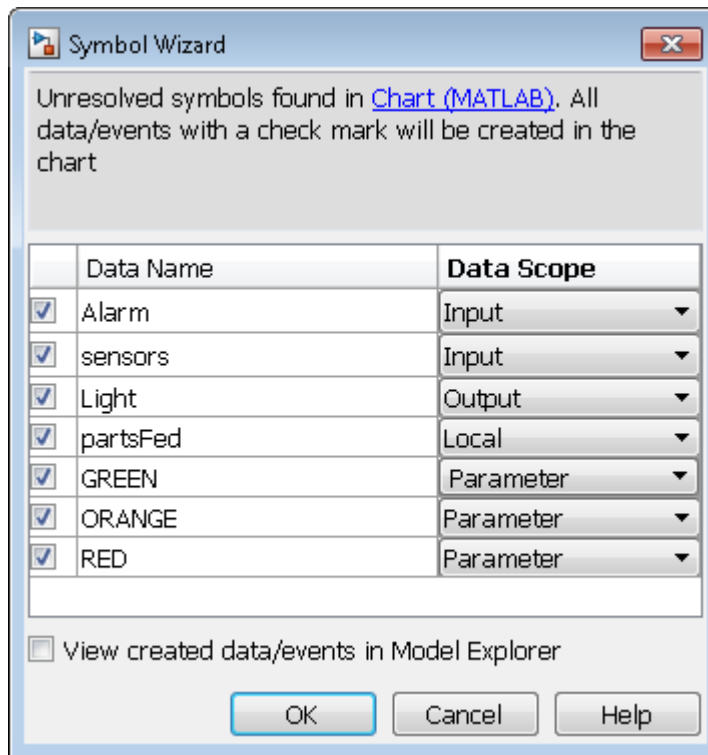 Symbol Wizard
Unresolved symbols found in Chart (MATLAB). All
data/events with a check mark will be created in the
chart
Data Name Data Scope
Alarm Input
sensors Input
Light Output
partsFed Local
GREEN Parameter
ORANGE Parameter
RED Parameter
View created data/events in Model Explorer
OK Cancel Help